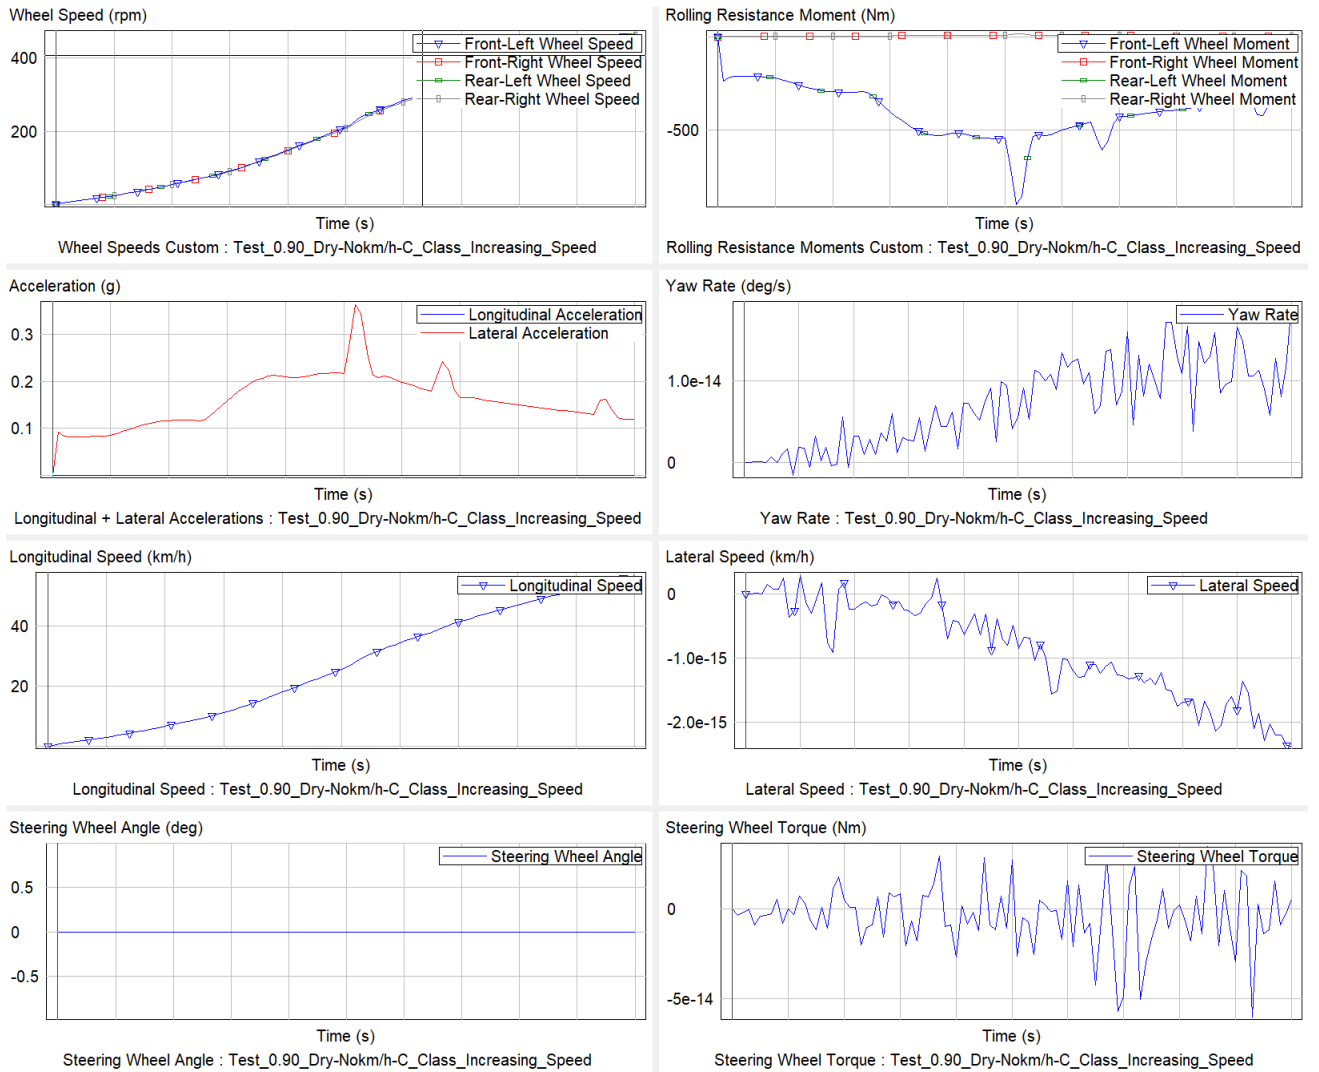 Wheel Speed (rpm)
400
200
Front-Left Wheel Speed
Front-Right Wheel Speed
Rear-Left Wheel Speed
Rear-Right Wheel Speed
Time (s)
Wheel Speeds Custom : Test_0.90_Dry-Nokm/h-C_Class_Increasing_Speed
Rolling Resistance Moment (Nm)
-500
Front-Left Wheel Moment
Front-Right Wheel Moment
Rear-Left Wheel Moment
Rear-Right Wheel Moment
Time (s)
Rolling Resistance Moments Custom : Test_0.90_Dry-Nokm/h-C_Class_Increasing_Speed
Acceleration (g)
0.3
0.2
0.1
Longitudinal Acceleration
Lateral Acceleration
Time (s)
Longitudinal + Lateral Accelerations : Test_0.90_Dry-Nokm/h-C_Class_Increasing_Speed
Yaw Rate (deg/s)
1.0e-14
0
Yaw Rate
Time (s)
Yaw Rate : Test_0.90_Dry-Nokm/h-C_Class_Increasing_Speed
Longitudinal Speed (km/h)
40
20
Longitudinal Speed
Time (s)
Longitudinal Speed : Test_0.90_Dry-Nokm/h-C_Class_Increasing_Speed
Lateral Speed (km/h)
0
-1.0e-15
-2.0e-15
Lateral Speed
Time (s)
Lateral Speed : Test_0.90_Dry-Nokm/h-C_Class_Increasing_Speed
Steering Wheel Angle (deg)
0.5
0
-0.5
Steering Wheel Angle
Time (s)
Steering Wheel Angle : Test_0.90_Dry-Nokm/h-C_Class_Increasing_Speed
Steering Wheel Torque (Nm)
0
-5e-14
Steering Wheel Torque
Time (s)
Steering Wheel Torque : Test_0.90_Dry-Nokm/h-C_Class_Increasing_Speed